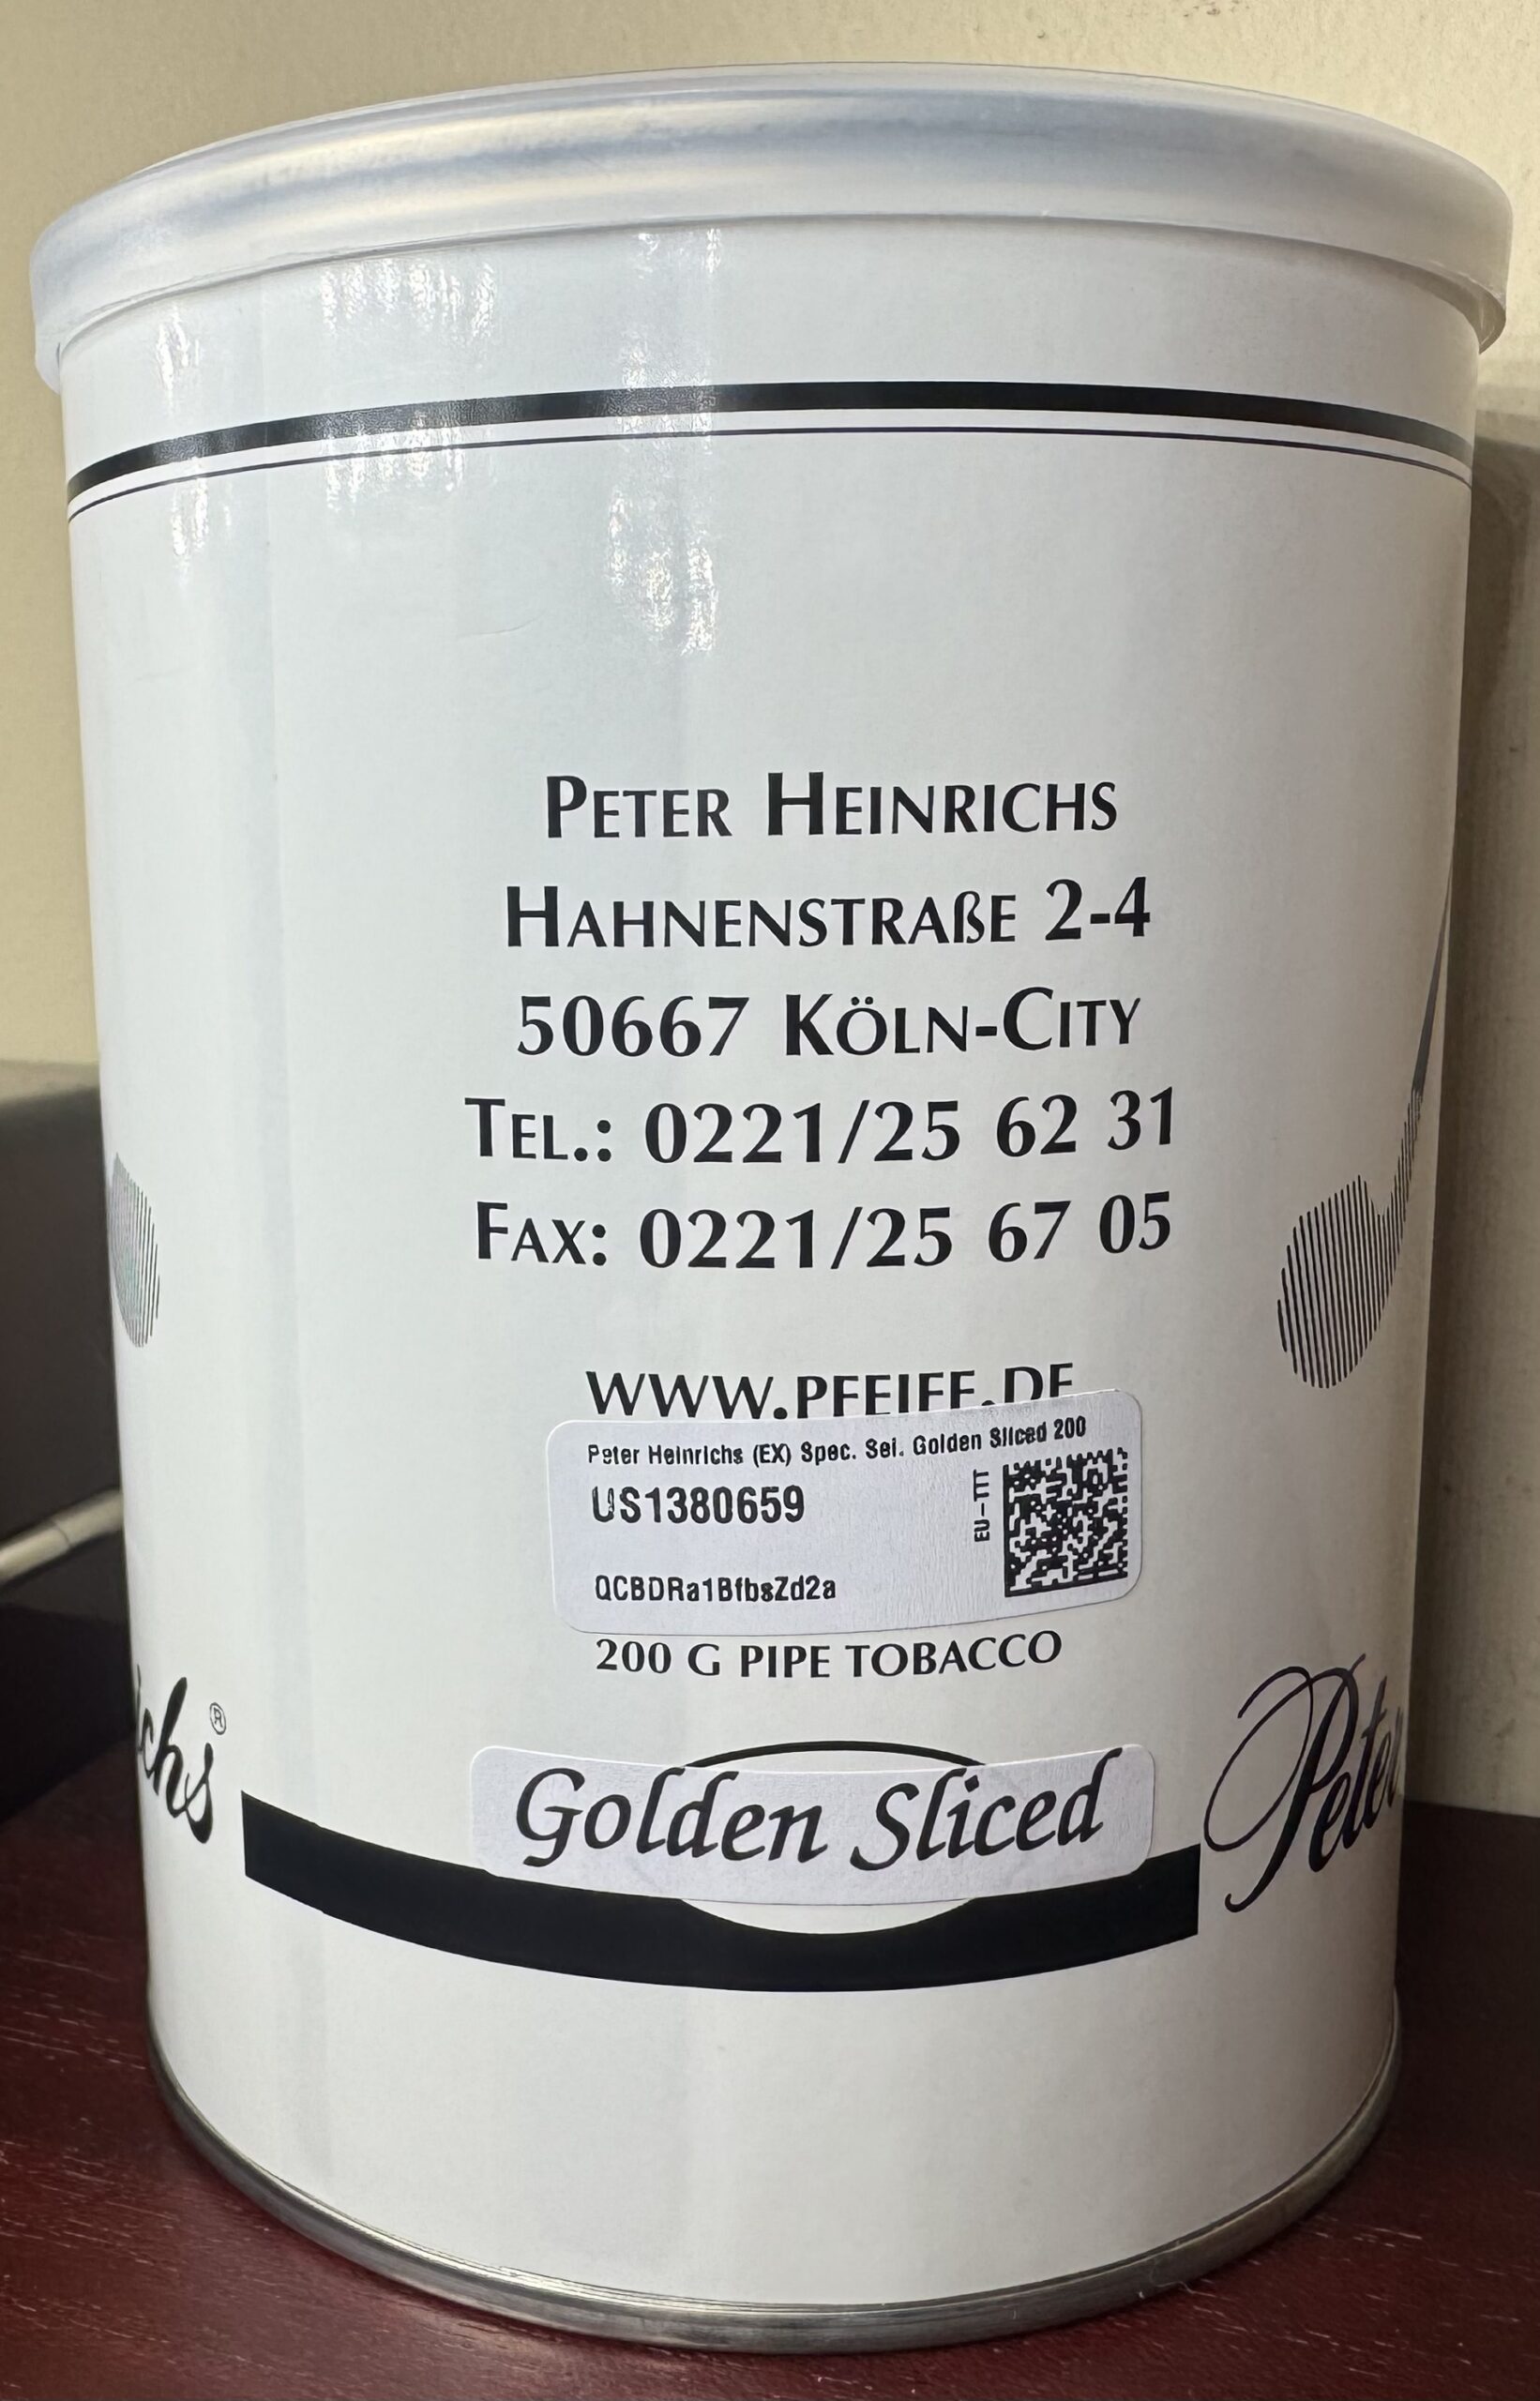 PETER HEINRICHS
HAHNENSTRAßE 2-4
50667 KÖLN-CITY
TEL.: 0221/25 62 31
FAX: 0221/25 67 05
WWW.PFEIFE.DE
Peter Heinrichs (EX) Spec. Sel. Golden Sliced 200
US1380659
EU-TTT
QCBDRa1BfbsZd2a
200 G PIPE TOBACCO
ichs®
Golden Sliced
Peter